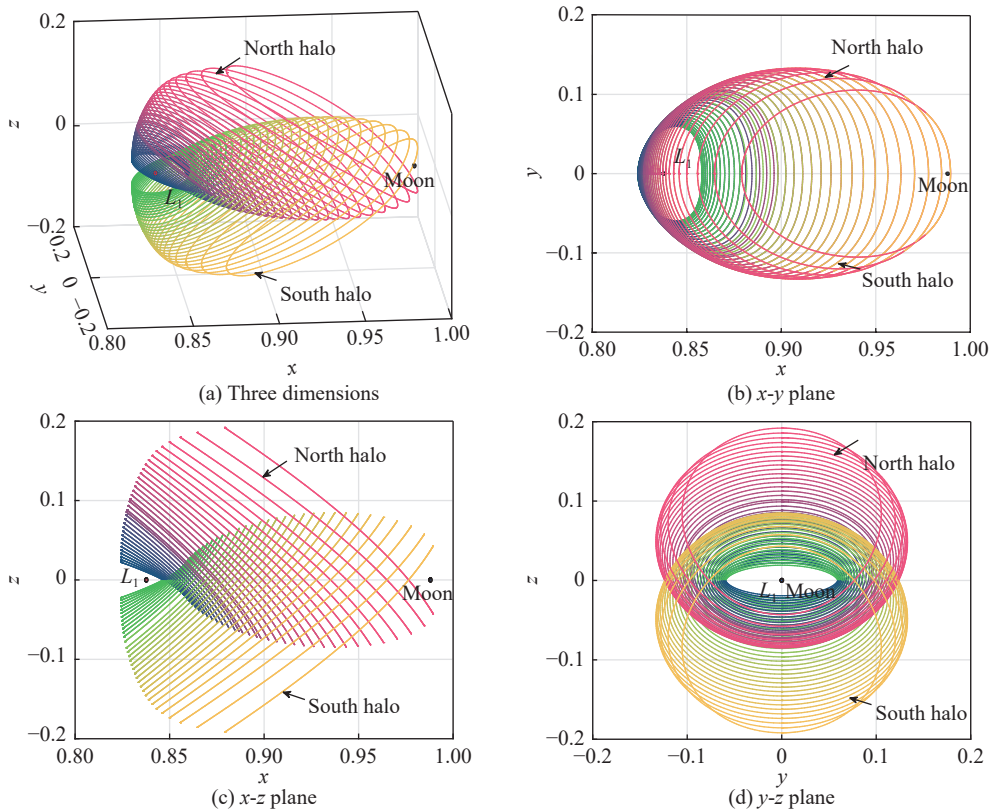 0.2
North halo
z
0
Moon
L1
−0.2
−0.2
0
y
−0.2
South halo
0.80
0.85
0.90
0.95
1.00
x
(a) Three dimensions
0.2
North halo
0.1
y
0
L1
Moon
−0.1
South halo
−0.2
0.80
0.85
0.90
0.95
1.00
x
(b) x-y plane
0.2
North halo
0.1
z
0
L1
Moon
−0.1
South halo
−0.2
0.80
0.85
0.90
0.95
1.00
x
(c) x-z plane
0.2
North halo
0.1
z
0
L1 Moon
−0.1
South halo
−0.2
−0.2
−0.1
0
0.1
0.2
y
(d) y-z plane